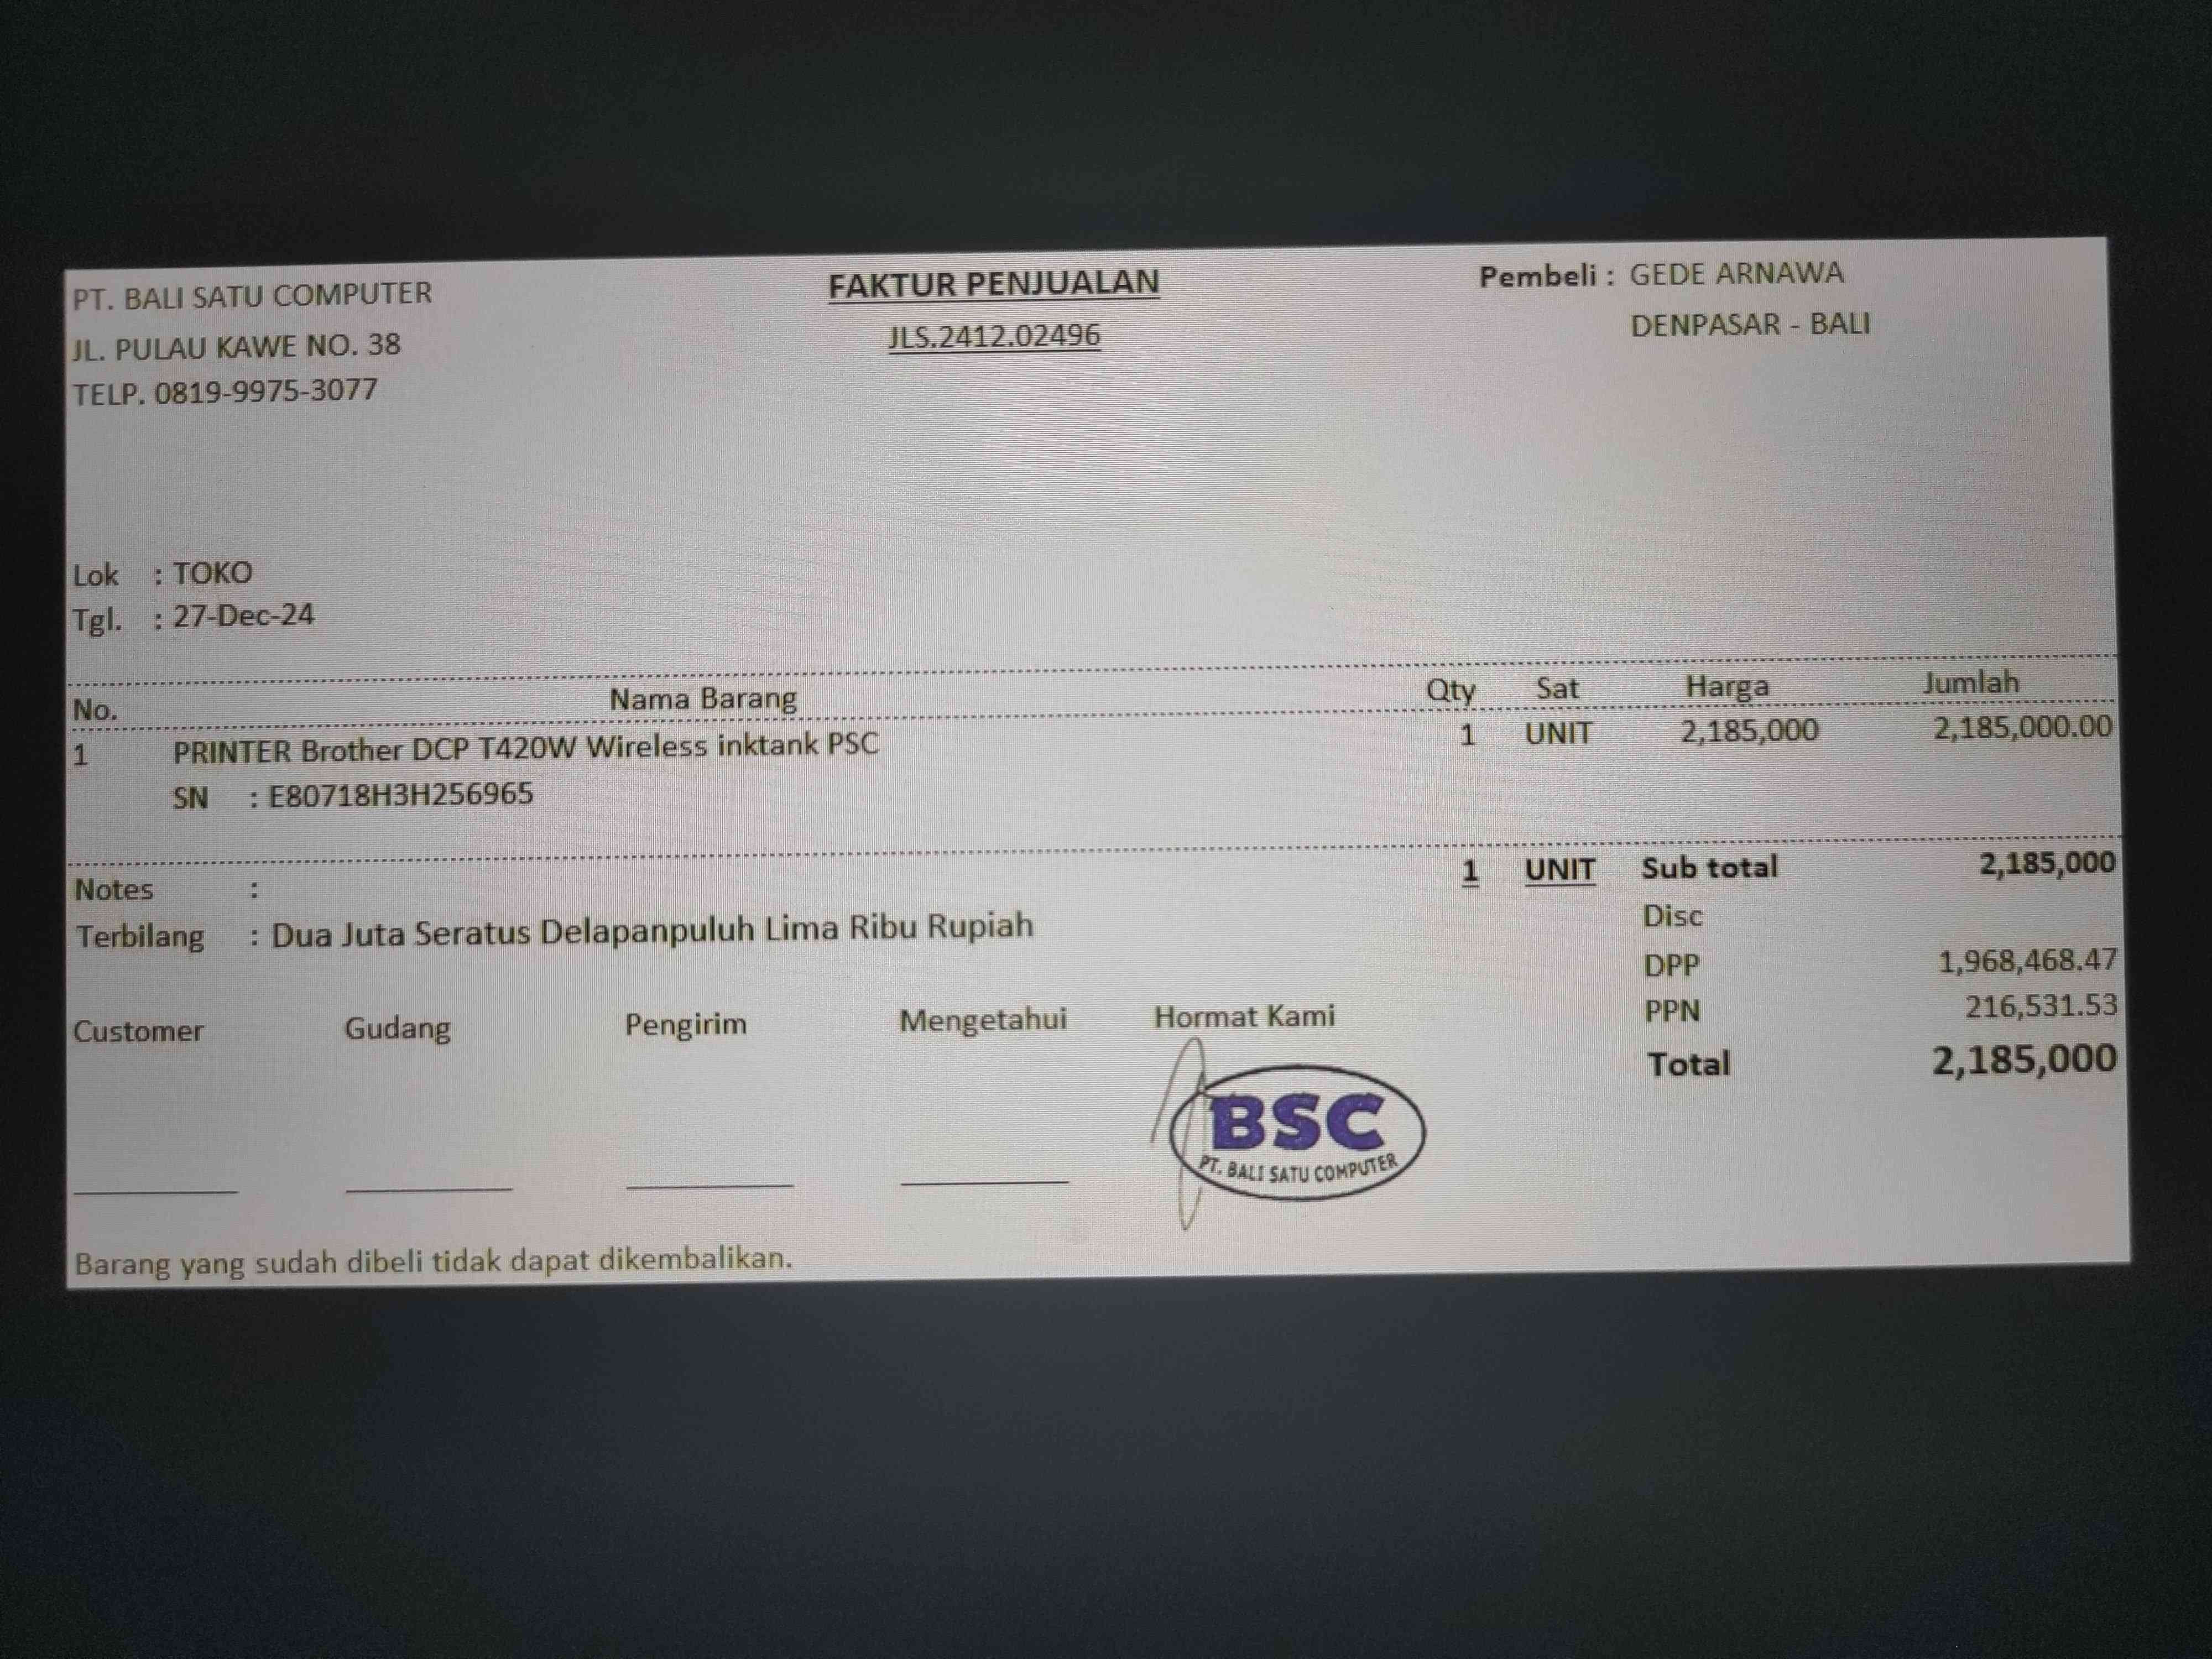 PT. BALI SATU COMPUTER
JL. PULAU KAWE NO. 38
TELP. 0819-9975-3077
FAKTUR PENJUALAN
JLS.2412.02496
Pembeli : GEDE ARNAWA
DENPASAR - BALI
Lok : TOKO
Tgl. : 27-Dec-24
No. Nama Barang Qty Sat Harga Jumlah
1 PRINTER Brother DCP T420W Wireless inktank PSC 1 UNIT 2,185,000 2,185,000.00
SN : E80718H3H256965
1 UNIT Sub total 2,185,000
Notes :
Disc
Terbilang : Dua Juta Seratus Delapanpuluh Lima Ribu Rupiah
DPP 1,968,468.47
PPN 216,531.53
Total 2,185,000
Customer Gudang Pengirim Mengetahui Hormat Kami
BSC
PT. BALI SATU COMPUTER
Barang yang sudah dibeli tidak dapat dikembalikan.